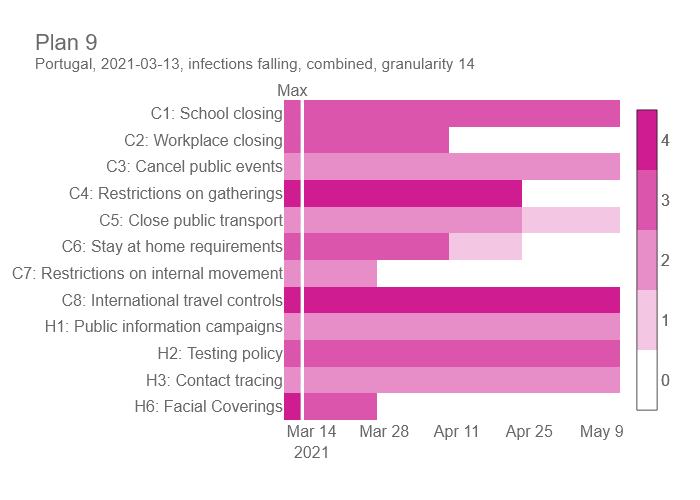 Plan 9
Portugal, 2021-03-13, infections falling, combined, granularity 14
Max
C1: School closing
C2: Workplace closing
C3: Cancel public events
C4: Restrictions on gatherings
C5: Close public transport
C6: Stay at home requirements
C7: Restrictions on internal movement
C8: International travel controls
H1: Public information campaigns
H2: Testing policy
H3: Contact tracing
H6: Facial Coverings
Mar 14 Mar 28 Apr 11 Apr 25 May 9
2021
4
3
2
1
0